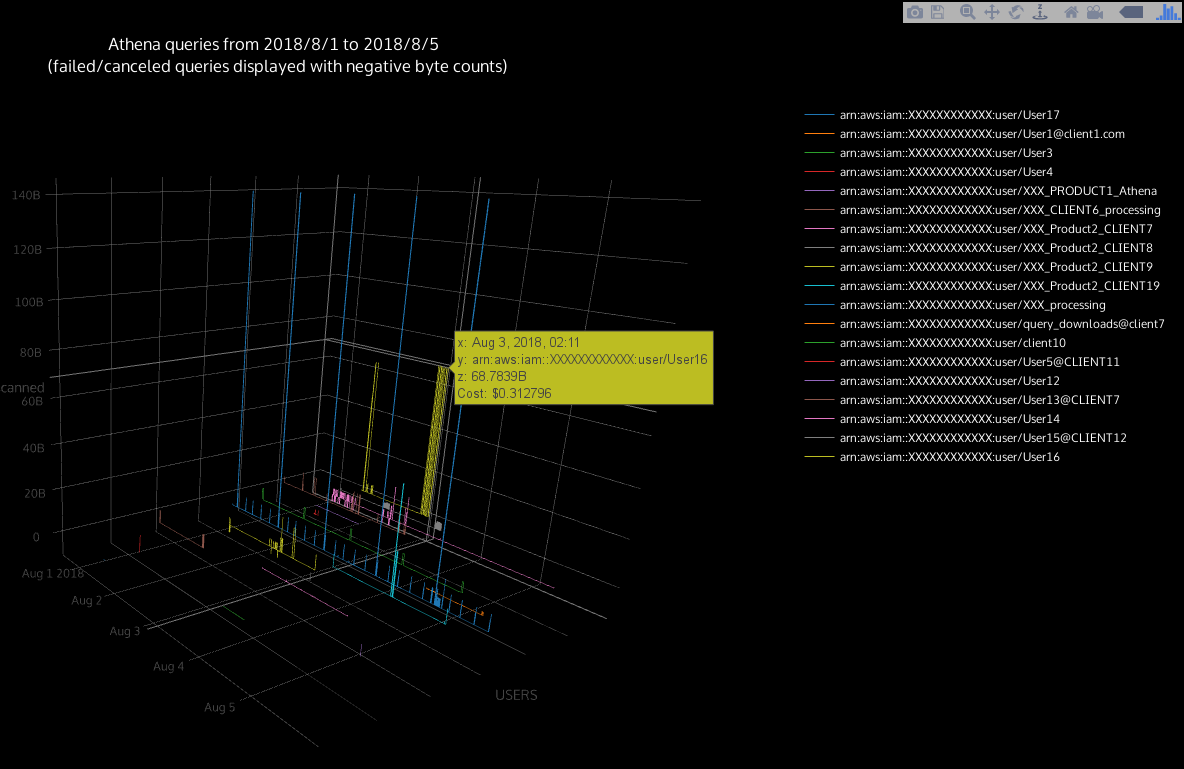 Athena queries from 2018/8/1 to 2018/8/5
(failed/canceled queries displayed with negative byte counts)
arn:aws:iam::XXXXXXXXXXXX:user/User17
arn:aws:iam::XXXXXXXXXXXX:user/User1@client1.com
arn:aws:iam::XXXXXXXXXXXX:user/User3
arn:aws:iam::XXXXXXXXXXXX:user/User4
arn:aws:iam::XXXXXXXXXXXX:user/XXX_PRODUCT1_Athena
arn:aws:iam::XXXXXXXXXXXX:user/XXX_CLIENT6_processing
arn:aws:iam::XXXXXXXXXXXX:user/XXX_Product2_CLIENT7
arn:aws:iam::XXXXXXXXXXXX:user/XXX_Product2_CLIENT8
arn:aws:iam::XXXXXXXXXXXX:user/XXX_Product2_CLIENT9
arn:aws:iam::XXXXXXXXXXXX:user/XXX_Product2_CLIENT19
arn:aws:iam::XXXXXXXXXXXX:user/XXX_processing
arn:aws:iam::XXXXXXXXXXXX:user/query_downloads@client7
arn:aws:iam::XXXXXXXXXXXX:user/client10
arn:aws:iam::XXXXXXXXXXXX:user/User5@CLIENT11
arn:aws:iam::XXXXXXXXXXXX:user/User12
arn:aws:iam::XXXXXXXXXXXX:user/User13@CLIENT7
arn:aws:iam::XXXXXXXXXXXX:user/User14
arn:aws:iam::XXXXXXXXXXXX:user/User15@CLIENT12
arn:aws:iam::XXXXXXXXXXXX:user/User16
140B
120B
100B
80B
canned
60B
40B
20B
0
x: Aug 3, 2018, 02:11
y: arn:aws:iam::XXXXXXXXXXXX:user/User16
z: 68.7839B
Cost: $0.312796
Aug 1 2018
Aug 2
Aug 3
Aug 4
Aug 5
USERS